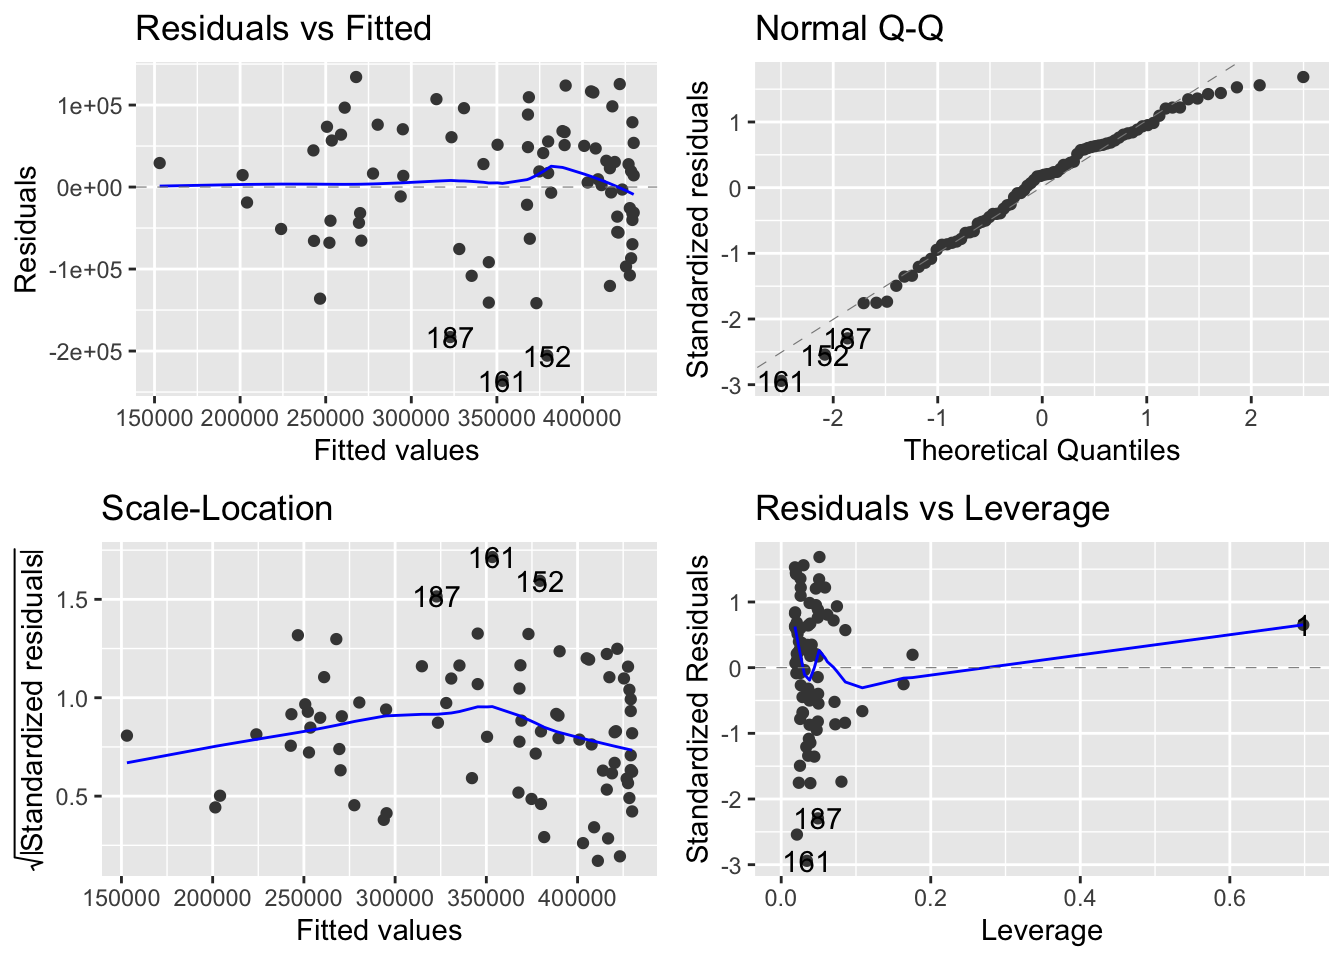 Residuals vs Fitted
Residuals
1e+05
0e+00
-1e+05
-2e+05
187
152
161
150000 200000 250000 300000 350000 400000
Fitted values
Normal Q-Q
Standardized residuals
1
0
-1
-2
-3
187
152
161
-2 -1 0 1 2
Theoretical Quantiles
Scale-Location
√|Standardized residuals|
1.5
1.0
0.5
161
152
187
150000 200000 250000 300000 350000 400000
Fitted values
Residuals vs Leverage
Standardized Residuals
1
0
-1
-2
-3
1
187
161
0.0 0.2 0.4 0.6
Leverage